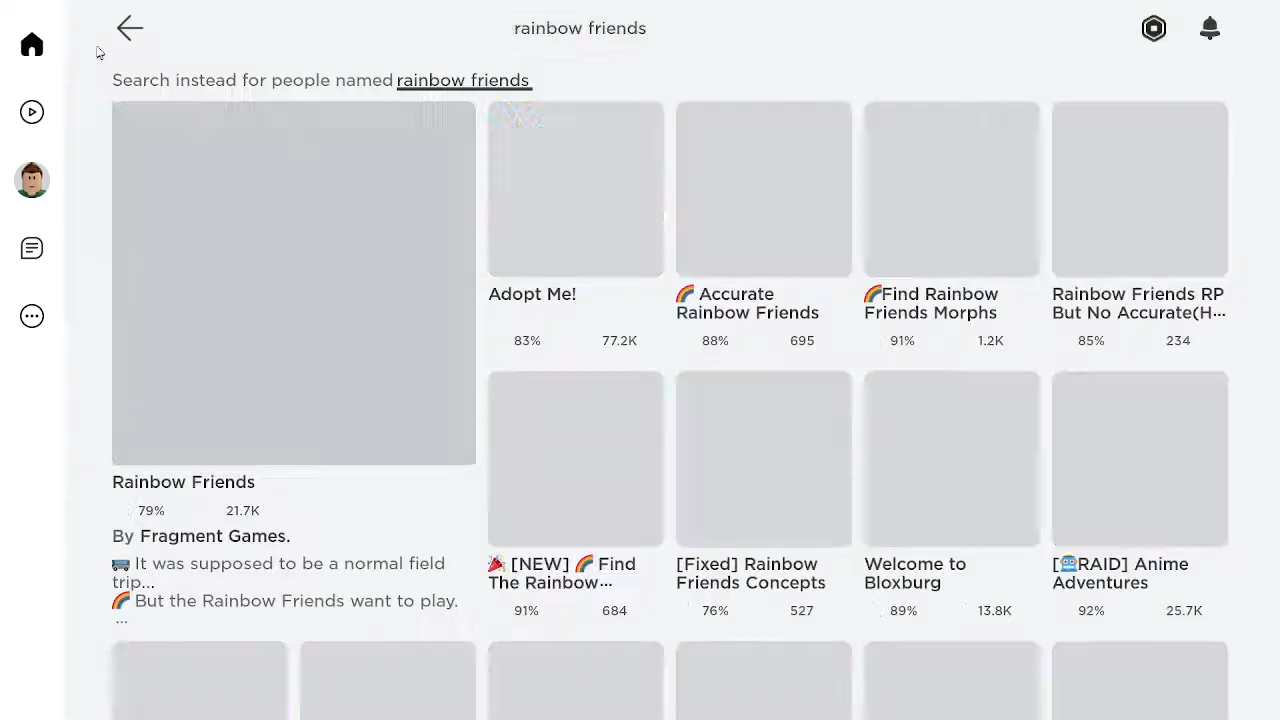 rainbow friends
Search instead for people named rainbow friends
Adopt Me!
83% 77.2K
🌈 Accurate
Rainbow Friends
88% 695
🌈Find Rainbow
Friends Morphs
91% 1.2K
Rainbow Friends RP
But No Accurate(H...
85% 234
Rainbow Friends
79% 21.7K
By Fragment Games.
🚌 It was supposed to be a normal field
trip...
🌈 But the Rainbow Friends want to play.
...
🎉 [NEW] 🌈 Find
The Rainbow...
91% 684
[Fixed] Rainbow
Friends Concepts
76% 527
Welcome to
Bloxburg
89% 13.8K
[🚊RAID] Anime
Adventures
92% 25.7K